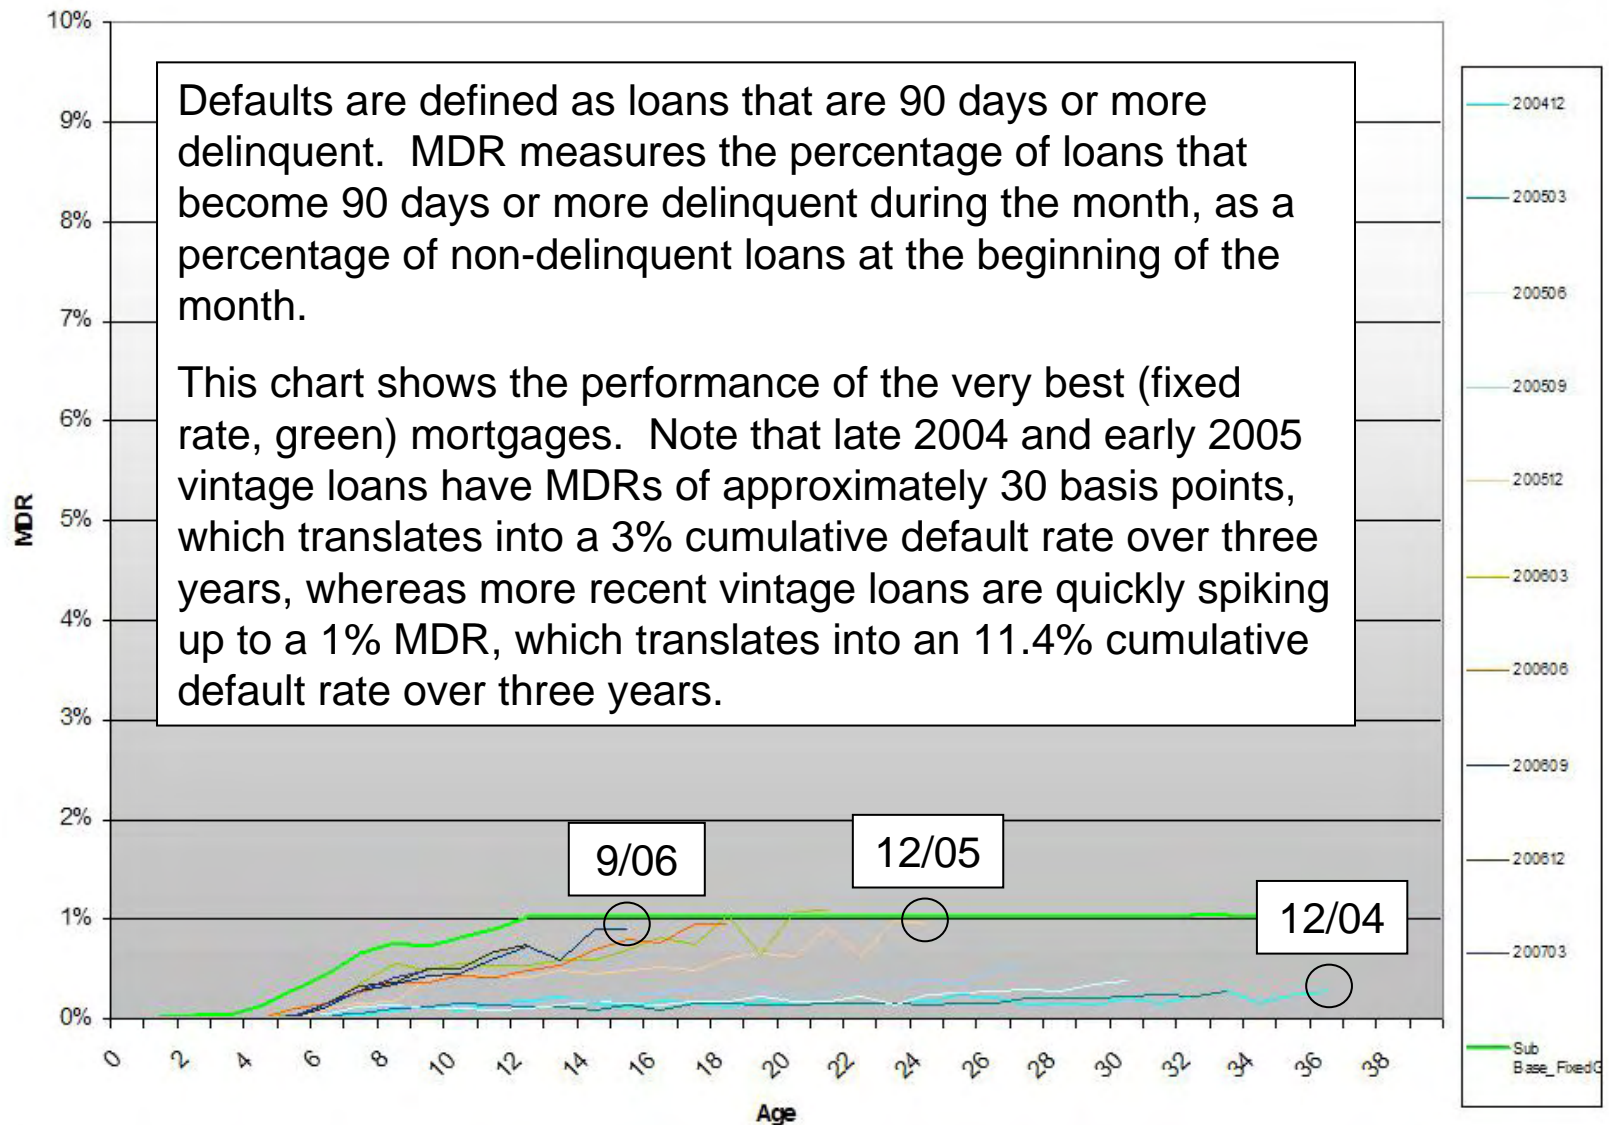 10%
9%
8%
7%
6%
5%
4%
3%
2%
1%
0%
MDR
Defaults are defined as loans that are 90 days or more
delinquent. MDR measures the percentage of loans that
become 90 days or more delinquent during the month, as a
percentage of non-delinquent loans at the beginning of the
month.
This chart shows the performance of the very best (fixed
rate, green) mortgages. Note that late 2004 and early 2005
vintage loans have MDRs of approximately 30 basis points,
which translates into a 3% cumulative default rate over three
years, whereas more recent vintage loans are quickly spiking
up to a 1% MDR, which translates into an 11.4% cumulative
default rate over three years.
9/06
12/05
12/04
0 2 4 6 8 10 12 14 16 18 20 22 24 26 28 30 32 34 36 38
Age
200412
200503
200506
200509
200512
200603
200606
200609
200612
200703
Sub
Base_FixedG